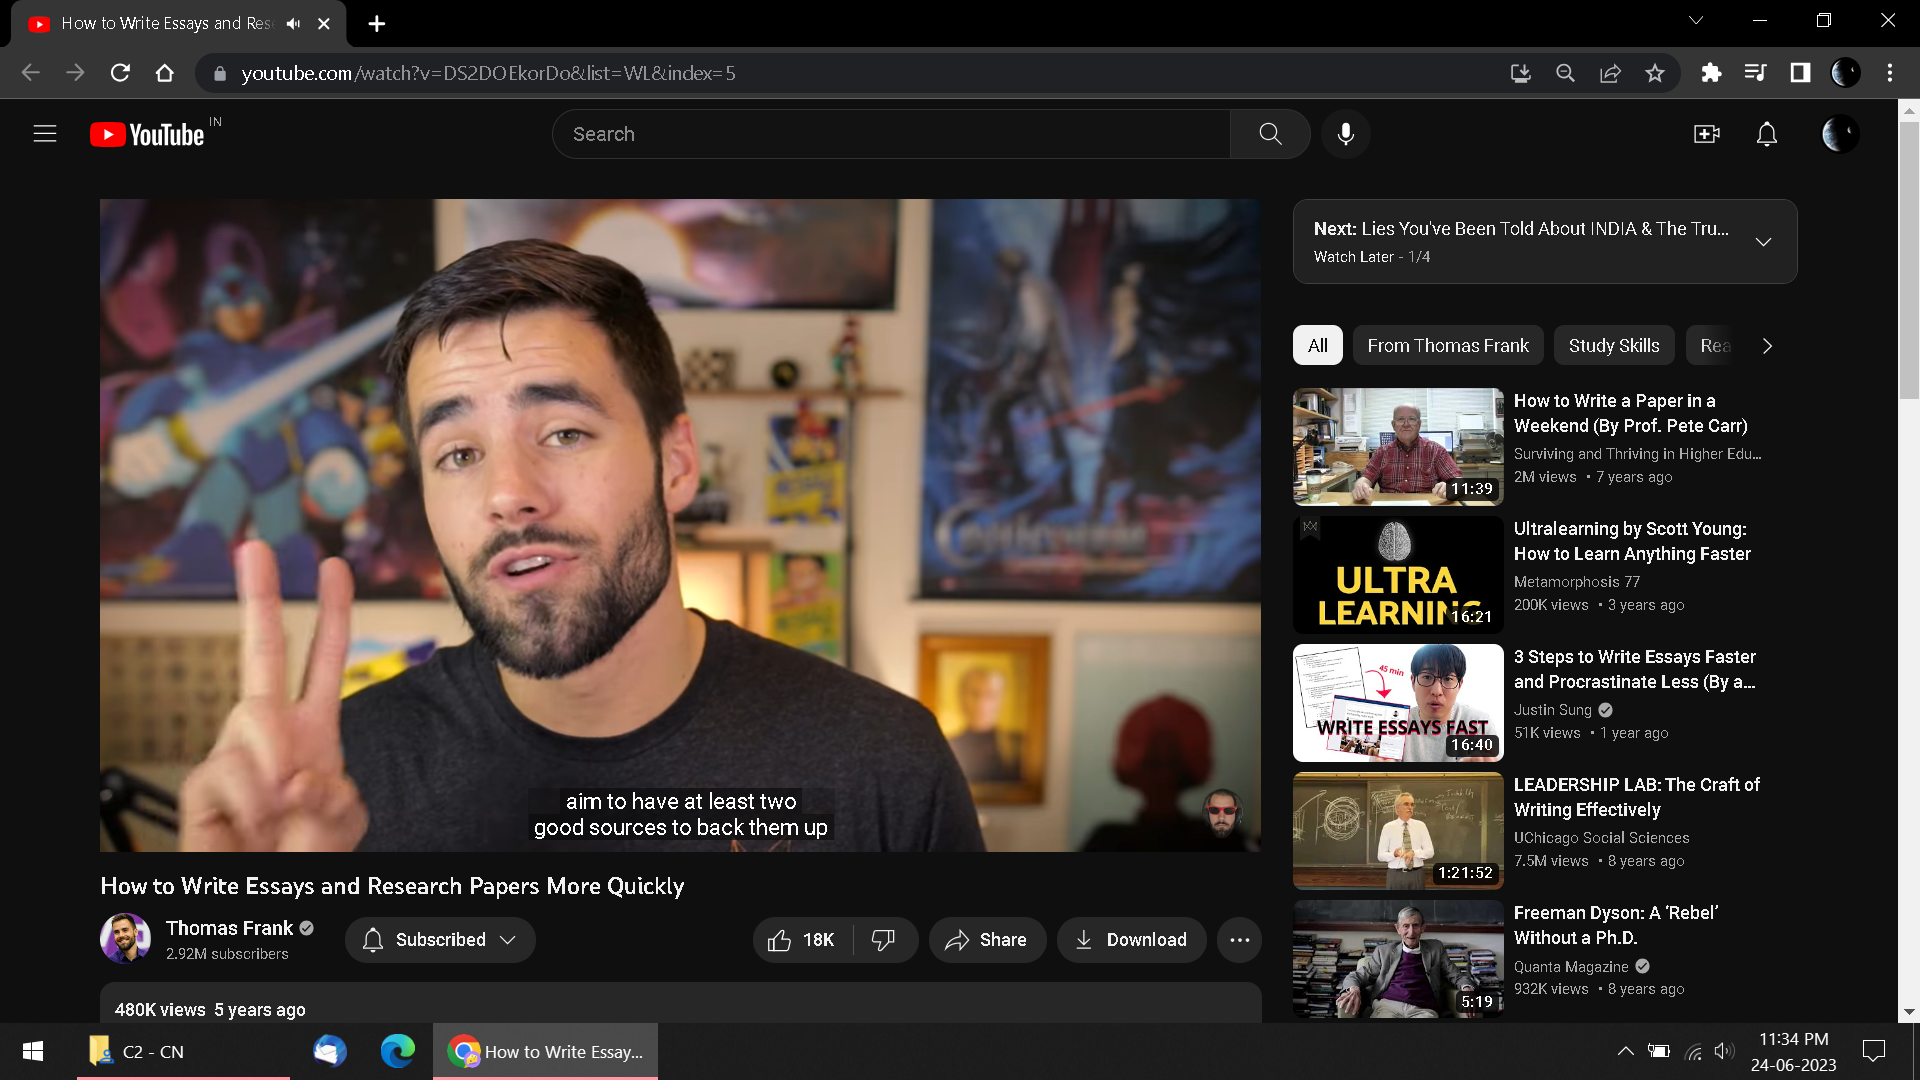 How to Write Essays and Res
youtube.com/watch?v=DS2DOEkorDo&list=WL&index=5
YouTube IN
Search
aim to have at least two
good sources to back them up
How to Write Essays and Research Papers More Quickly
Thomas Frank
2.92M subscribers
Subscribed
18K
Share
Download
480K views 5 years ago
Next: Lies You've Been Told About INDIA & The Tru...
Watch Later - 1/4
All
From Thomas Frank
Study Skills
Rea
11:39
How to Write a Paper in a
Weekend (By Prof. Pete Carr)
Surviving and Thriving in Higher Edu...
2M views • 7 years ago
ULTRA
LEARNING
16:21
Ultralearning by Scott Young:
How to Learn Anything Faster
Metamorphosis 77
200K views • 3 years ago
45 min
WRITE ESSAYS FAST
16:40
3 Steps to Write Essays Faster
and Procrastinate Less (By a...
Justin Sung
51K views • 1 year ago
1:21:52
LEADERSHIP LAB: The Craft of
Writing Effectively
UChicago Social Sciences
7.5M views • 8 years ago
5:19
Freeman Dyson: A ‘Rebel’
Without a Ph.D.
Quanta Magazine
932K views • 8 years ago
C2 - CN
How to Write Essay...
11:34 PM
24-06-2023